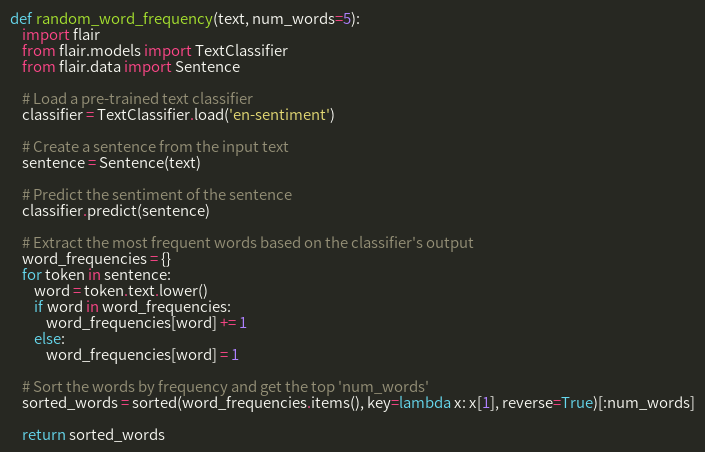 def random_word_frequency(text, num_words=5):
    import flair
    from flair.models import TextClassifier
    from flair.data import Sentence

    # Load a pre-trained text classifier
    classifier = TextClassifier.load('en-sentiment')

    # Create a sentence from the input text
    sentence = Sentence(text)

    # Predict the sentiment of the sentence
    classifier.predict(sentence)

    # Extract the most frequent words based on the classifier's output
    word_frequencies = {}
    for token in sentence:
        word = token.text.lower()
        if word in word_frequencies:
            word_frequencies[word] += 1
        else:
            word_frequencies[word] = 1

    # Sort the words by frequency and get the top 'num_words'
    sorted_words = sorted(word_frequencies.items(), key=lambda x: x[1], reverse=True)[:num_words]

    return sorted_words